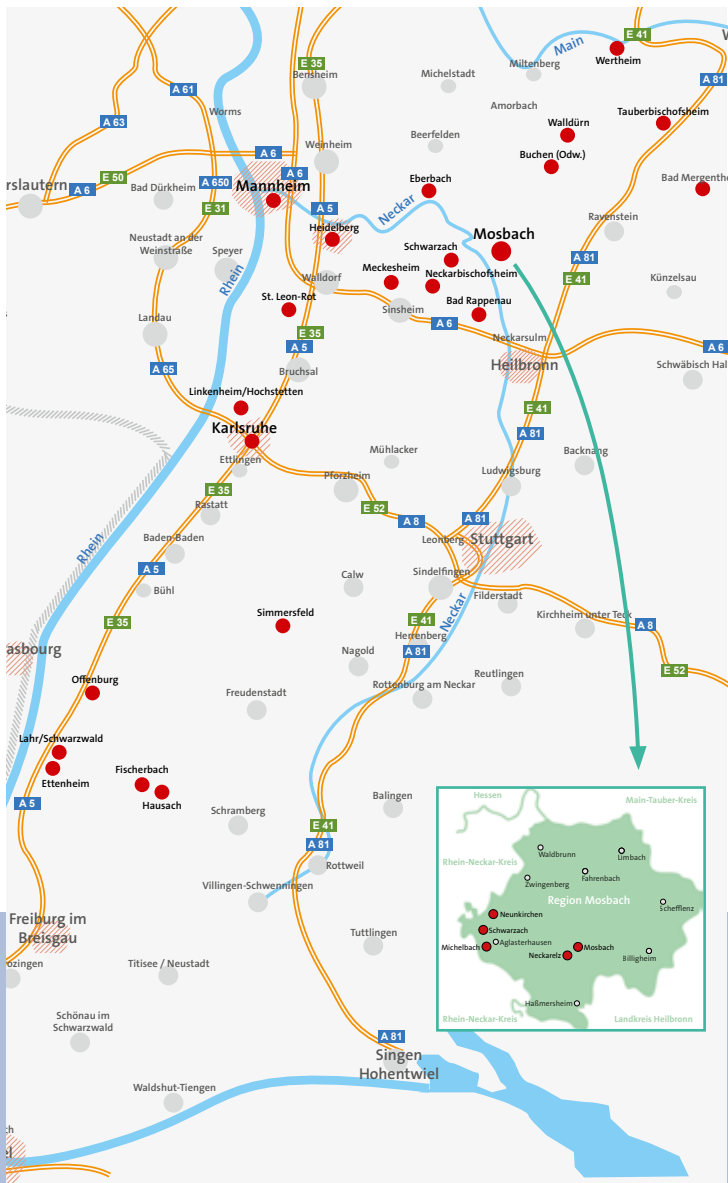 E 41
W
Main
Wertheim
E 35
Bensheim
Miltenberg
Michelstadt
A 81
A 61
Amorbach
Worms
Tauberbischofsheim
A 63
Walldürn
Beerfelden
Weinheim
A 6
Buchen (Odw.)
A 6
E 50
A 650
Mannheim
rslautern
A 6
Bad Dürkheim
Eberbach
Bad Mergenthe
E 31
A 5
Neckar
Heidelberg
Ravenstein
Mosbach
Neustadt an der
Weinstraße
Speyer
Schwarzach
A 81
Meckesheim
Neckarbischofsheim
E 41
Rhein
Walldorf
Künzelsau
St. Leon-Rot
Bad Rappenau
Sinsheim
Landau
A 6
E 35
Neckarsulm
A 5
A 6
A 65
Bruchsal
Heilbronn
Schwäbisch Hal
Linkenheim/Hochstetten
E 41
Karlsruhe
A 81
Ettlingen
Mühlacker
Backnang
Pforzheim
Ludwigsburg
E 35
Rastatt
E 52
A 8
A 81
Baden-Baden
Leonberg
Stuttgart
Rhein
A 5
Calw
Sindelfingen
Bühl
Filderstadt
Neckar
Simmersfeld
Kirchheim unter Teck
E 35
E 41
A 8
Herrenberg
asbourg
Nagold
A 81
E 52
Offenburg
Reutlingen
Rottenburg am Neckar
Freudenstadt
Lahr/Schwarzwald
Fischerbach
Ettenheim
Hausach
A 5
Schramberg
Balingen
E 41
A 81
Rottweil
Villingen-Schwenningen
Freiburg im
Breisgau
Tuttlingen
ozingen
Titisee / Neustadt
Schönau im
Schwarzwald
A 81
Singen
Hohentwiel
Waldshut-Tiengen
ch
el
Hessen
Main-Tauber-Kreis
Waldbrunn
Limbach
Rhein-Neckar-Kreis
Fahrenbach
Zwingenberg
Region Mosbach
Schefflenz
Neunkirchen
Schwarzach
Aglasterhausen
Michelbach
Mosbach
Neckarelz
Billigheim
Haßmersheim
Rhein-Neckar-Kreis
Landkreis Heilbronn